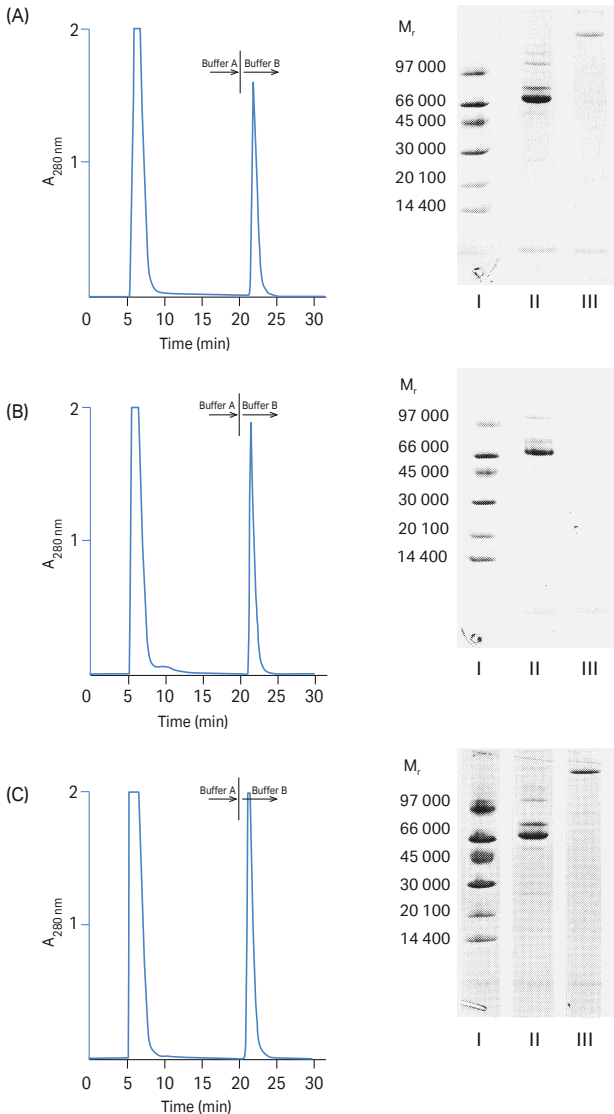 (A)
2
1
A280 nm
Buffer A
Buffer B
0 5 10 15 20 25 30
Time (min)
Mr
97 000
66 000
45 000
30 000
20 100
14 400
I II III
(B)
2
1
A280 nm
Buffer A
Buffer B
0 5 10 15 20 25 30
Time (min)
Mr
97 000
66 000
45 000
30 000
20 100
14 400
I II III
(C)
2
1
A280 nm
Buffer A
Buffer B
0 5 10 15 20 25 30
Time (min)
Mr
97 000
66 000
45 000
30 000
20 100
14 400
I II III